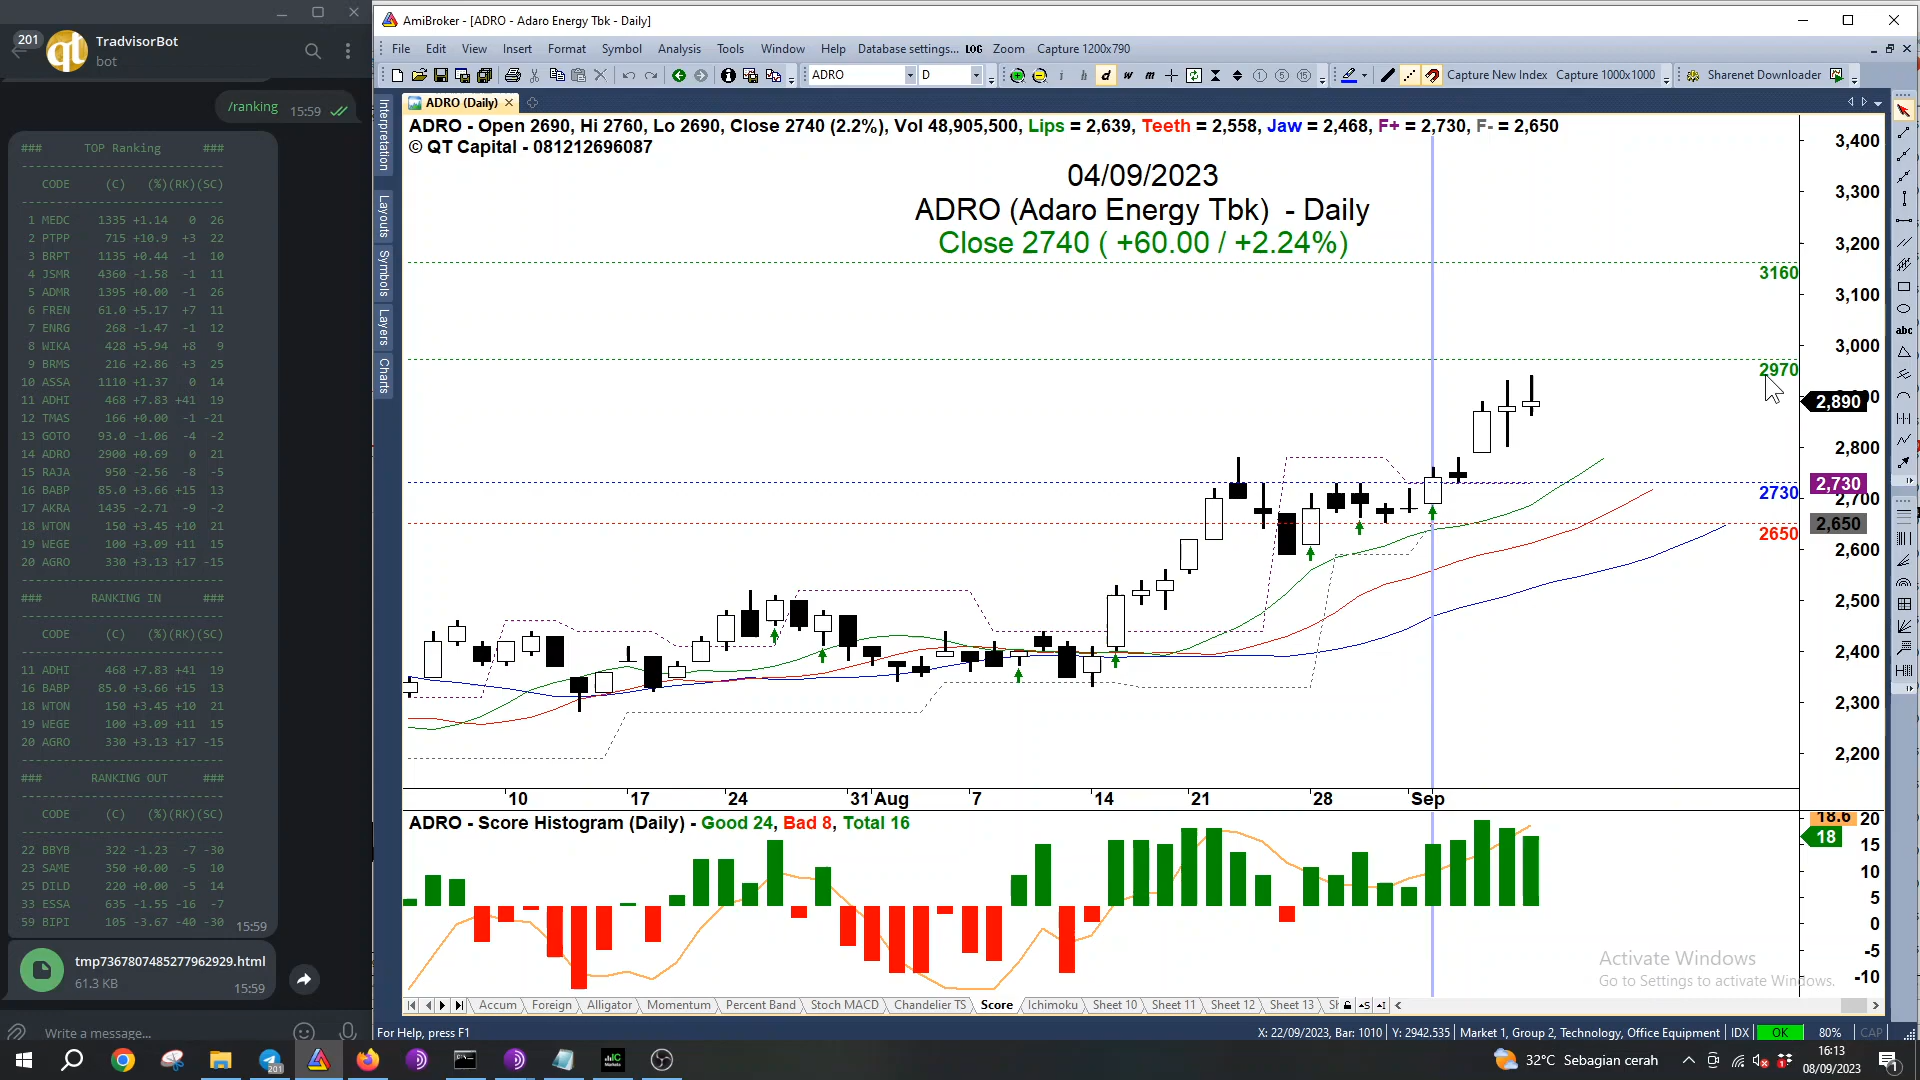 201
TradvisorBot
bot
/ranking 15:59
### TOP Ranking ###
CODE (C) (%)(RK)(SC)
1 MEDC 1335 +1.14 0 26
2 PTPP 715 +10.9 +3 22
3 BRPT 1135 +0.44 -1 10
4 JSMR 4360 -1.58 -1 11
5 ADMR 1395 +0.00 -1 26
6 FREN 61.0 +5.17 +7 11
7 ENRG 268 -1.47 -1 12
8 WIKA 428 +5.94 +8 9
9 BRMS 216 +2.86 +3 25
10 ASSA 1110 +1.37 0 14
11 ADHI 468 +7.83 +41 19
12 TMAS 166 +0.00 -1 -21
13 GOTO 93.0 -1.06 -4 -2
14 ADRO 2900 +0.69 0 21
15 RAJA 950 -2.56 -8 -5
16 BABP 85.0 +3.66 +15 13
17 AKRA 1435 -2.71 -9 -2
18 WTON 150 +3.45 +10 21
19 WEGE 100 +3.09 +11 15
20 AGRO 330 +3.13 +17 -15
### RANKING IN ###
CODE (C) (%)(RK)(SC)
11 ADHI 468 +7.83 +41 19
16 BABP 85.0 +3.66 +15 13
18 WTON 150 +3.45 +10 21
19 WEGE 100 +3.09 +11 15
20 AGRO 330 +3.13 +17 -15
### RANKING OUT ###
CODE (C) (%)(RK)(SC)
22 BBYB 322 -1.23 -7 -30
23 SAME 350 +0.00 -5 10
25 DILD 220 +0.00 -5 14
33 ESSA 635 -1.55 -16 -7
59 BIPI 105 -3.67 -40 -30
15:59
tmp7367807485277962929.html
61.3 KB
15:59
Write a message...
AmiBroker - [ADRO - Adaro Energy Tbk - Daily]
File Edit View Insert Format Symbol Analysis Tools Window Help Database settings... LOG Zoom Capture 1200x790
ADRO D i h d w m Capture New Index Capture 1000x1000 Sharenet Downloader
ADRO (Daily)
Interpretation
Layouts
Symbols
Layers
Charts
ADRO - Open 2690, Hi 2760, Lo 2690, Close 2740 (2.2%), Vol 48,905,500, Lips = 2,639, Teeth = 2,558, Jaw = 2,468, F+ = 2,730, F- = 2,650
© QT Capital - 081212696087
04/09/2023
ADRO (Adaro Energy Tbk) - Daily
Close 2740 ( +60.00 / +2.24%)
3160
2970
2730
2650
3,400
3,300
3,200
3,100
3,000
2,890
2,800
2,730
2,700
2,650
2,600
2,500
2,400
2,300
2,200
10 17 24 31 Aug 7 14 21 28 Sep
ADRO - Score Histogram (Daily) - Good 24, Bad 8, Total 16
18.6
20
18
15
10
5
0
-5
-10
abc
Activate Windows
Go to Settings to activate Windows.
Accum Foreign Alligator Momentum Percent Band Stoch MACD Chandelier TS Score Ichimoku Sheet 10 Sheet 11 Sheet 12 Sheet 13
For Help, press F1
X: 22/09/2023, Bar: 1010 Y: 2942.535 Market 1, Group 2, Technology, Office Equipment IDX OK 80% CAP
32°C Sebagian cerah
16:13
08/09/2023